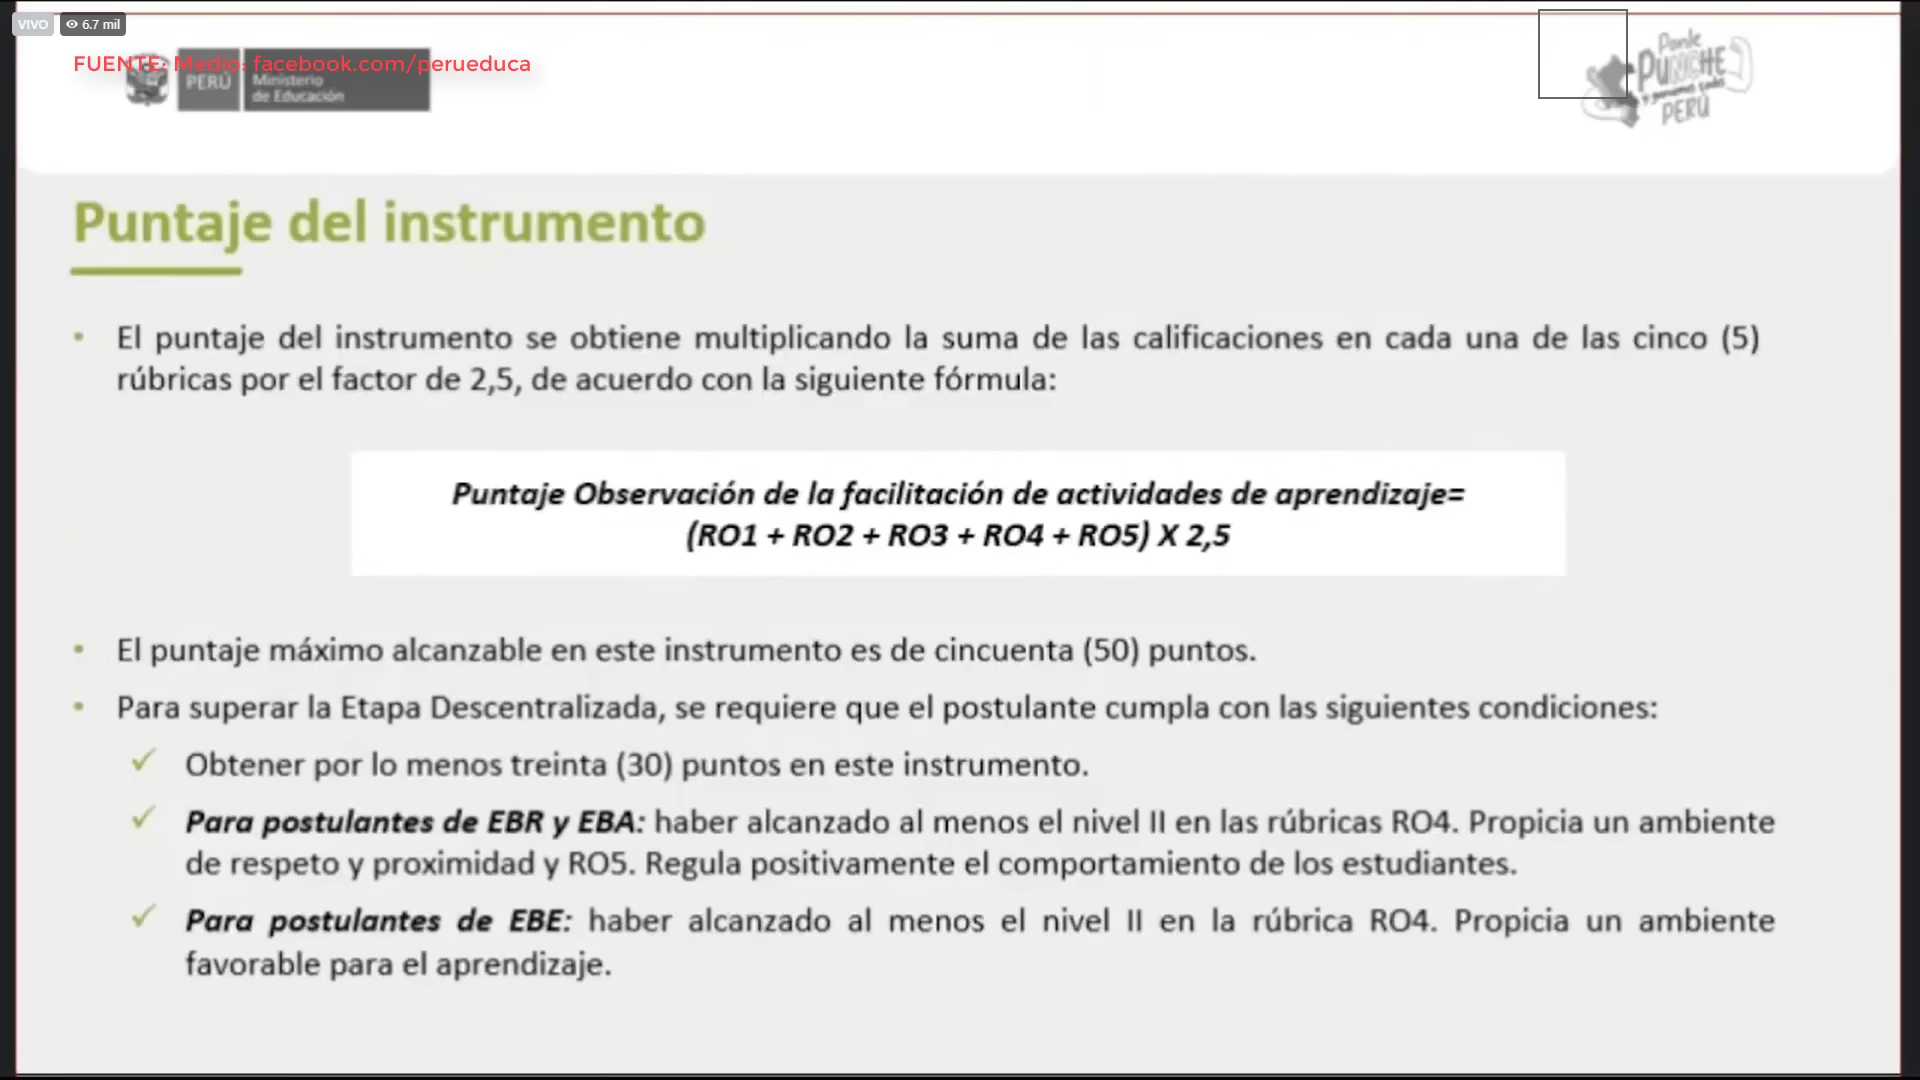 VIVO 6.7 mil
FUENTE: Medio: facebook.com/perueduca
PERÚ
Ministerio
de Educación
Ponle
PUNCHE
PERÚ
Puntaje del instrumento
• El puntaje del instrumento se obtiene multiplicando la suma de las calificaciones en cada una de las cinco (5)
rúbricas por el factor de 2,5, de acuerdo con la siguiente fórmula:
Puntaje Observación de la facilitación de actividades de aprendizaje=
(RO1 + RO2 + RO3 + RO4 + RO5) X 2,5
• El puntaje máximo alcanzable en este instrumento es de cincuenta (50) puntos.
• Para superar la Etapa Descentralizada, se requiere que el postulante cumpla con las siguientes condiciones:
✓ Obtener por lo menos treinta (30) puntos en este instrumento.
✓ Para postulantes de EBR y EBA: haber alcanzado al menos el nivel II en las rúbricas RO4. Propicia un ambiente
de respeto y proximidad y RO5. Regula positivamente el comportamiento de los estudiantes.
✓ Para postulantes de EBE: haber alcanzado al menos el nivel II en la rúbrica RO4. Propicia un ambiente
favorable para el aprendizaje.